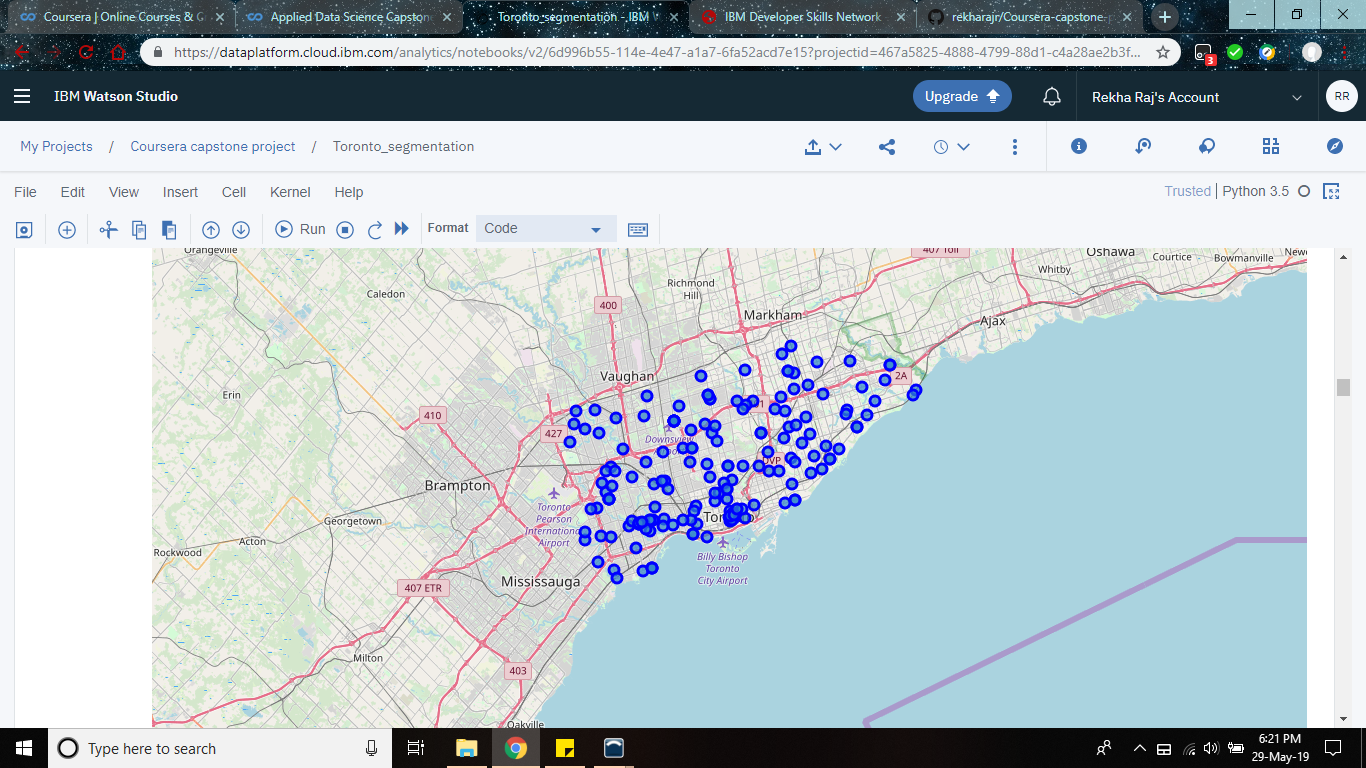 Coursera | Online Courses & C
Applied Data Science Capston
Toronto_segmentation - IBM W
IBM Developer Skills Network
rekharajr/Coursera-capstone-p
https://dataplatform.cloud.ibm.com/analytics/notebooks/v2/6d996b55-114e-4e47-a1a7-6fa52acd7e15?projectid=467a5825-4888-4799-88d1-c4a28ae2b3f...
3
IBM Watson Studio
Upgrade
Rekha Raj's Account
RR
My Projects / Coursera capstone project / Toronto_segmentation
File Edit View Insert Cell Kernel Help
Trusted | Python 3.5
Run
Format
Code
Orangeville
407 Toll
Oshawa
Courtice
Bowmanville
Newc
Whitby
Richmond
Hill
Caledon
400
Markham
Ajax
Vaughan
2A
Erin
410
427
Downsview
DVP
Brampton
Toronto
Pearson
International
Airport
Georgetown
Acton
Rockwood
Billy Bishop
Toronto
City Airport
Mississauga
407 ETR
Milton
403
Oakville
Type here to search
6:21 PM
29-May-19